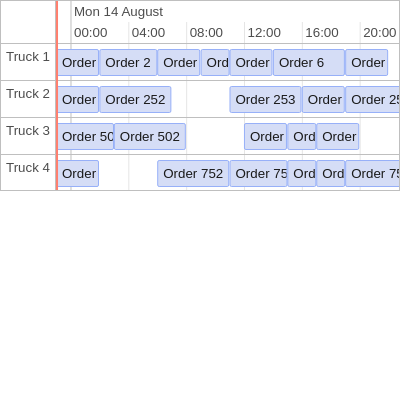 Mon 14 August
00:00 04:00 08:00 12:00 16:00 20:00
Truck 1 Order Order 2 Order Ord Order Order 6 Order
Truck 2 Order Order 252 Order 253 Order Order 25
Truck 3 Order 50 Order 502 Order Ord Order
Truck 4 Order Order 752 Order 75 Ord Ord Order 75